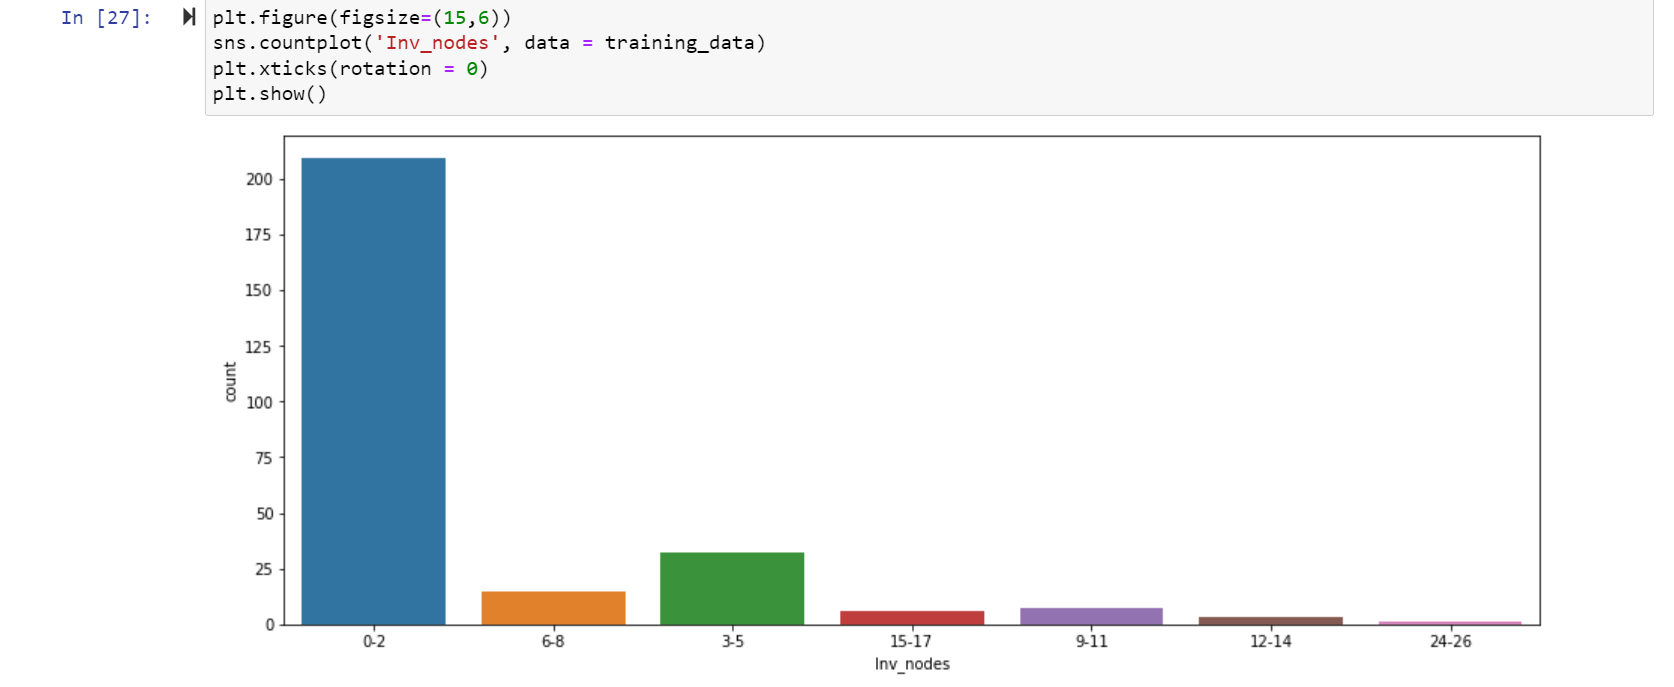 In [27]:
plt.figure(figsize=(15,6))
sns.countplot('Inv_nodes', data = training_data)
plt.xticks(rotation = 0)
plt.show()
200
175
150
125
100
75
50
25
0
count
0-2 6-8 3-5 15-17 9-11 12-14 24-26
Inv_nodes